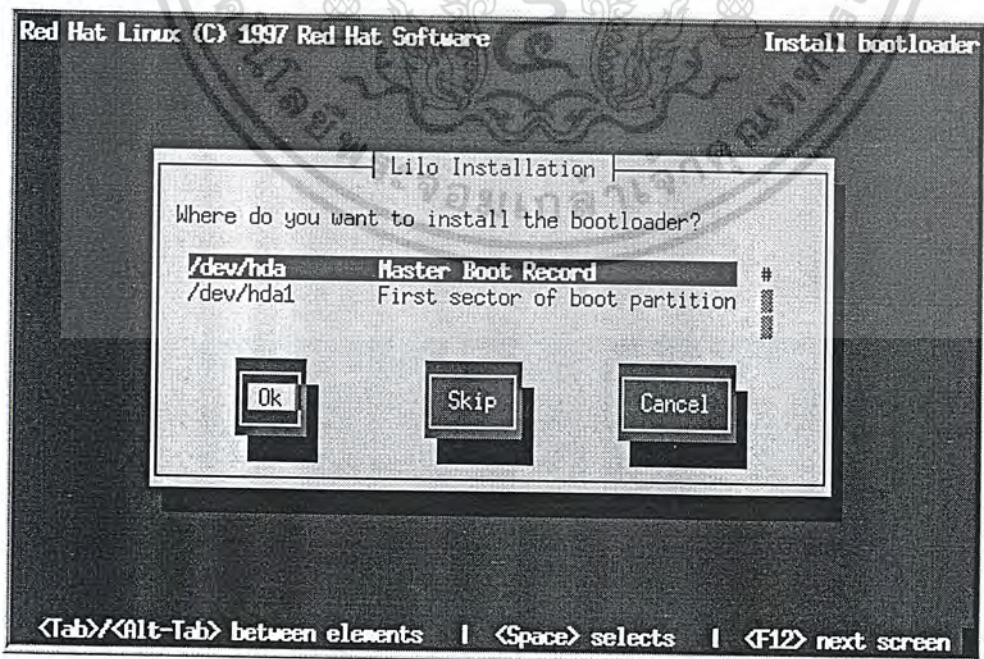 Red Hat Linux (C) 1997 Red Hat Software Install bootloader
Lilo Installation
Where do you want to install the bootloader?
/dev/hda Master Boot Record #
/dev/hda1 First sector of boot partition
Ok Skip Cancel
<Tab>/<Alt-Tab> between elements | <Space> selects | <F12> next screen